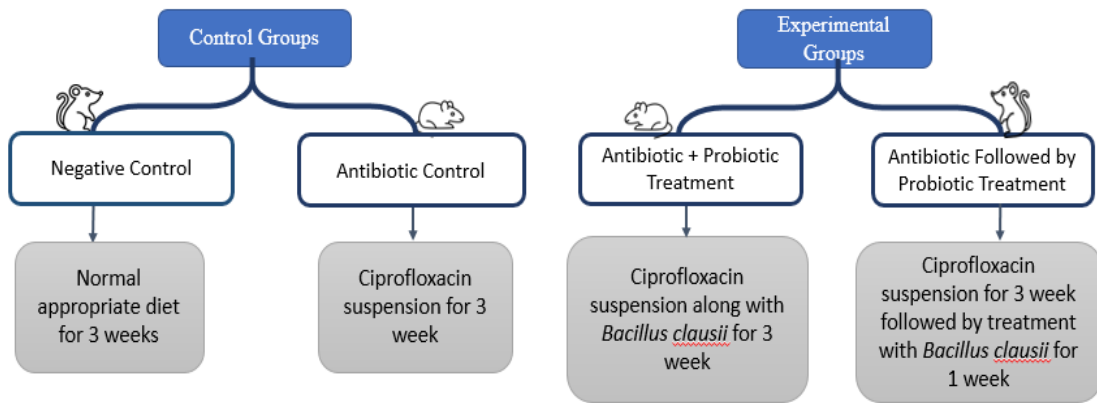 Control Groups
Experimental
Groups
Negative Control
Antibiotic Control
Antibiotic + Probiotic
Treatment
Antibiotic Followed by
Probiotic Treatment
Normal
appropriate diet
for 3 weeks
Ciprofloxacin
suspension for 3
week
Ciprofloxacin
suspension along with
Bacillus clausii for 3
week
Ciprofloxacin
suspension for 3 week
followed by treatment
with Bacillus clausii for
1 week